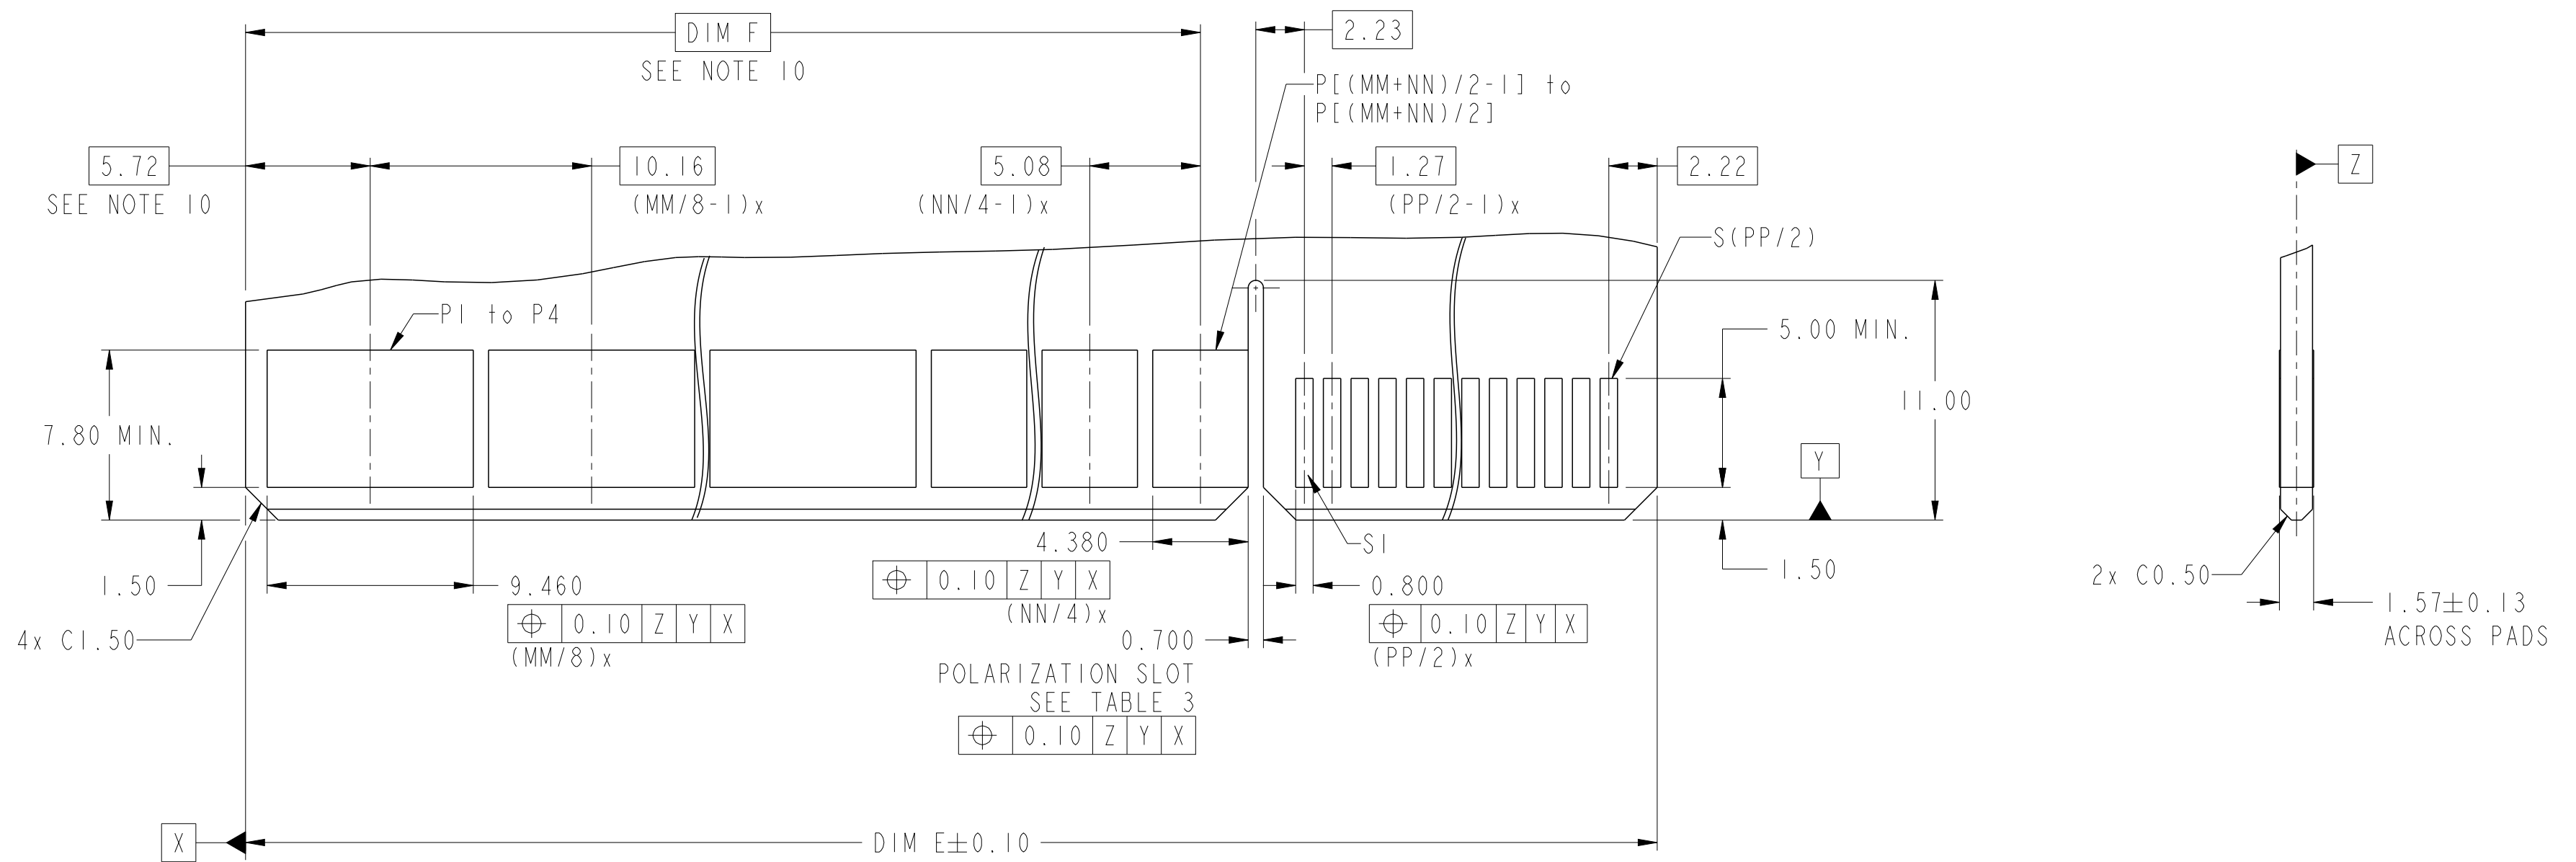 DIM F
SEE NOTE 10
2.23
P[(MM+NN)/2-1] to
P[(MM+NN)/2]
5.72
SEE NOTE 10
10.16
(MM/8-1)x
5.08
(NN/4-1)x
1.27
(PP/2-1)x
2.22
Z
S(PP/2)
P1 to P4
5.00 MIN.
11.00
7.80 MIN.
Y
4.380
0.10 Z Y X
(NN/4)x
S1
1.50
1.50
9.460
0.10 Z Y X
(MM/8)x
4x C1.50
0.800
0.10 Z Y X
(PP/2)x
0.700
POLARIZATION SLOT
SEE TABLE 3
0.10 Z Y X
2x C0.50
1.57±0.13
ACROSS PADS
X
DIM E±0.10